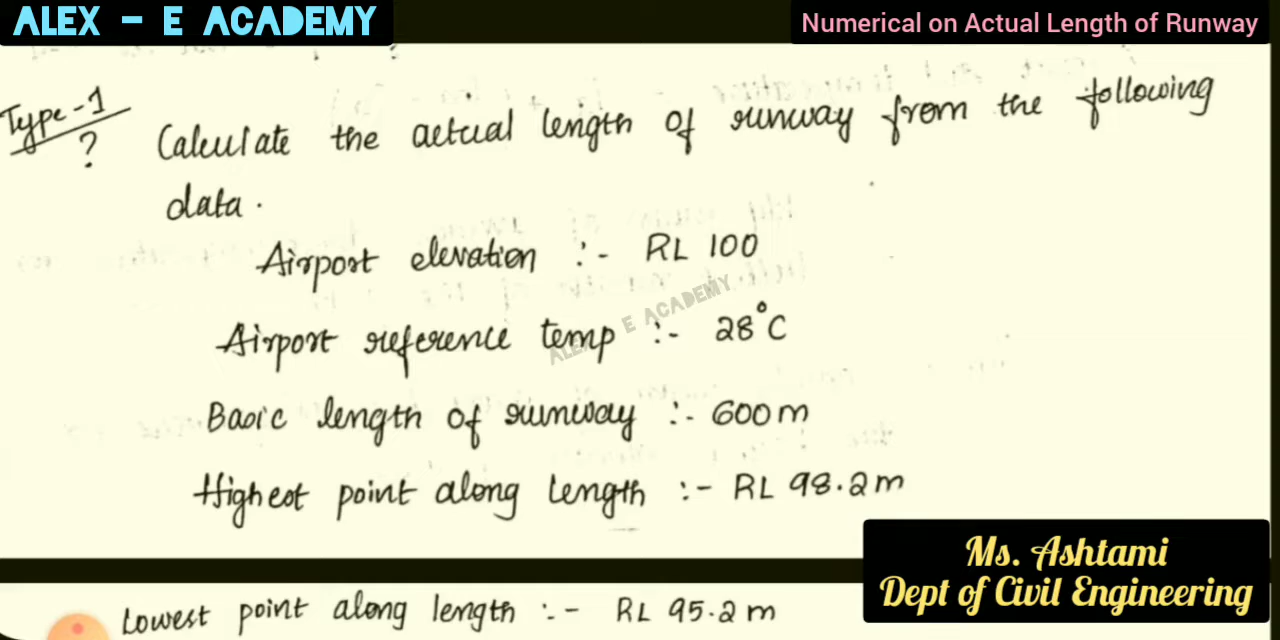 ALEX - E ACADEMY
Numerical on Actual Length of Runway
Type-1
? Calculate the actual length of runway from the following
data.
Airport elevation :- RL 100
Airport reference temp :- 28°C
ALEX - E ACADEMY
Basic length of runway :- 600m
Highest point along length :- RL 98.2m
Ms. Ashtami
Dept of Civil Engineering
Lowest point along length :- RL 95.2m